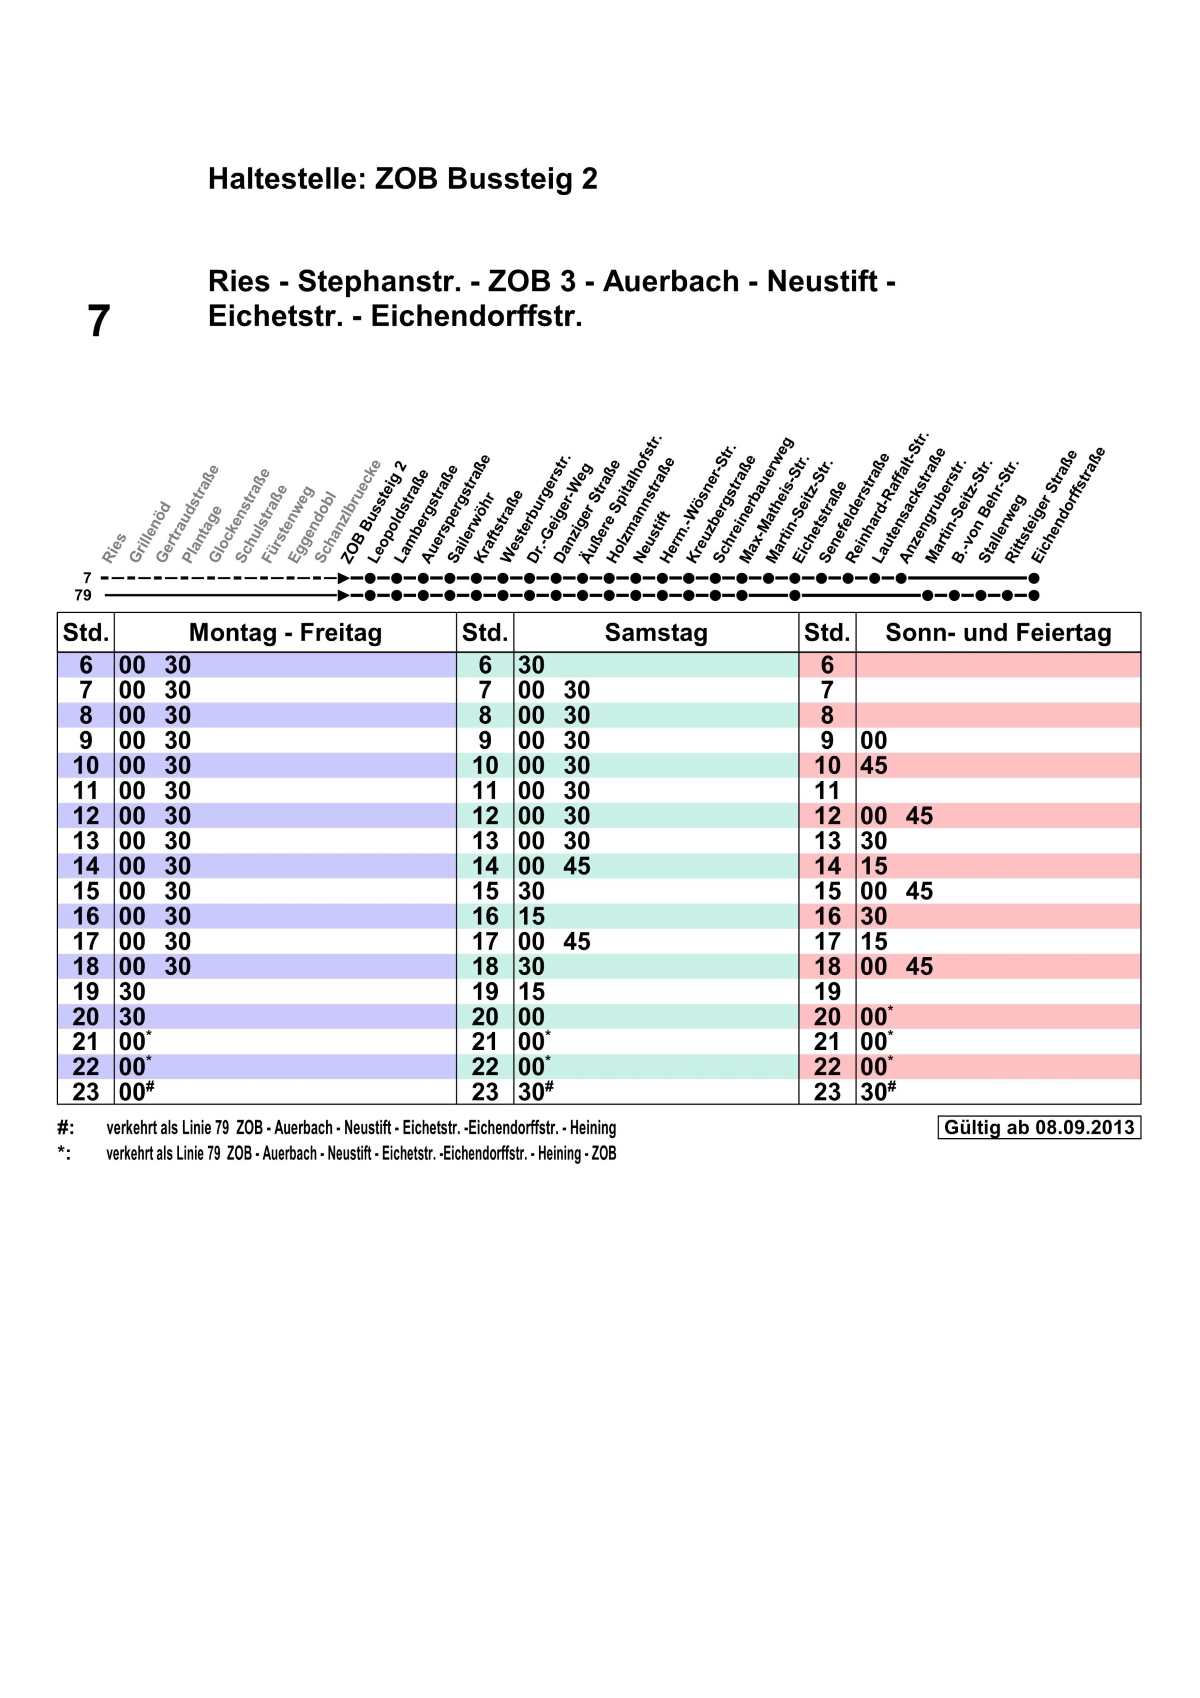 Haltestelle: ZOB Bussteig 2
Ries - Stephanstr. - ZOB 3 - Auerbach - Neustift -
7
Eichetstr. - Eichendorffstr.
Ries
Grillenöd
Gertraudstraße
Plantage
Glockenstraße
Schulstraße
Fürstenweg
Eggendobl
Schanzlbruecke
ZOB Bussteig 2
Leopoldstraße
Lambergstraße
Auerspergstraße
Sailerwöhr
Kraftstraße
Westerburgerstr.
Dr.-Geiger-Weg
Danziger Straße
Äußere Spitalhofstr.
Holzmannstraße
Neustift
Herm.-Wösner-Str.
Kreuzbergstraße
Schreinerbauerweg
Max-Matheis-Str.
Martin-Seitz-Str.
Eichetstraße
Senefelderstraße
Reinhard-Raffalt-Str.
Lautensackstraße
Anzengruberstr.
Martin-Seitz-Str.
B.-von Behr-Str.
Stallerweg
Rittsteiger Straße
Eichendorffstraße
7
79
Std. Montag - Freitag Std. Samstag Std. Sonn- und Feiertag
6 00 30 6 30 6
7 00 30 7 00 30 7
8 00 30 8 00 30 8
9 00 30 9 00 30 9 00
10 00 30 10 00 30 10 45
11 00 30 11 00 30 11
12 00 30 12 00 30 12 00 45
13 00 30 13 00 30 13 30
14 00 30 14 00 45 14 15
15 00 30 15 30 15 00 45
16 00 30 16 15 16 30
17 00 30 17 00 45 17 15
18 00 30 18 30 18 00 45
19 30 19 15 19
20 30 20 00 20 00*
21 00* 21 00* 21 00*
22 00* 22 00* 22 00*
23 00# 23 30# 23 30#
#: verkehrt als Linie 79 ZOB - Auerbach - Neustift - Eichetstr. -Eichendorffstr. - Heining
Gültig ab 08.09.2013
*: verkehrt als Linie 79 ZOB - Auerbach - Neustift - Eichetstr. -Eichendorffstr. - Heining - ZOB